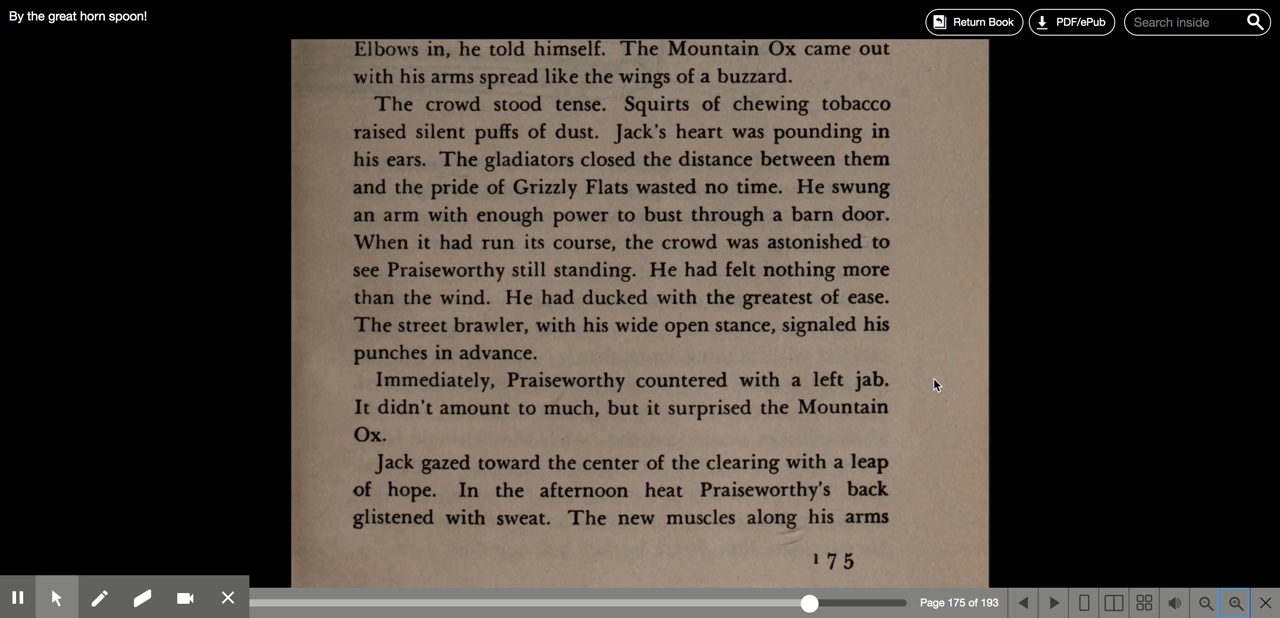 By the great horn spoon!
Return Book
PDF/ePub
Search inside
Elbows in, he told himself. The Mountain Ox came out
with his arms spread like the wings of a buzzard.
The crowd stood tense. Squirts of chewing tobacco
raised silent puffs of dust. Jack's heart was pounding in
his ears. The gladiators closed the distance between them
and the pride of Grizzly Flats wasted no time. He swung
an arm with enough power to bust through a barn door.
When it had run its course, the crowd was astonished to
see Praiseworthy still standing. He had felt nothing more
than the wind. He had ducked with the greatest of ease.
The street brawler, with his wide open stance, signaled his
punches in advance.
Immediately, Praiseworthy countered with a left jab.
It didn't amount to much, but it surprised the Mountain
Ox.
Jack gazed toward the center of the clearing with a leap
of hope. In the afternoon heat Praiseworthy's back
glistened with sweat. The new muscles along his arms
175
Page 175 of 193